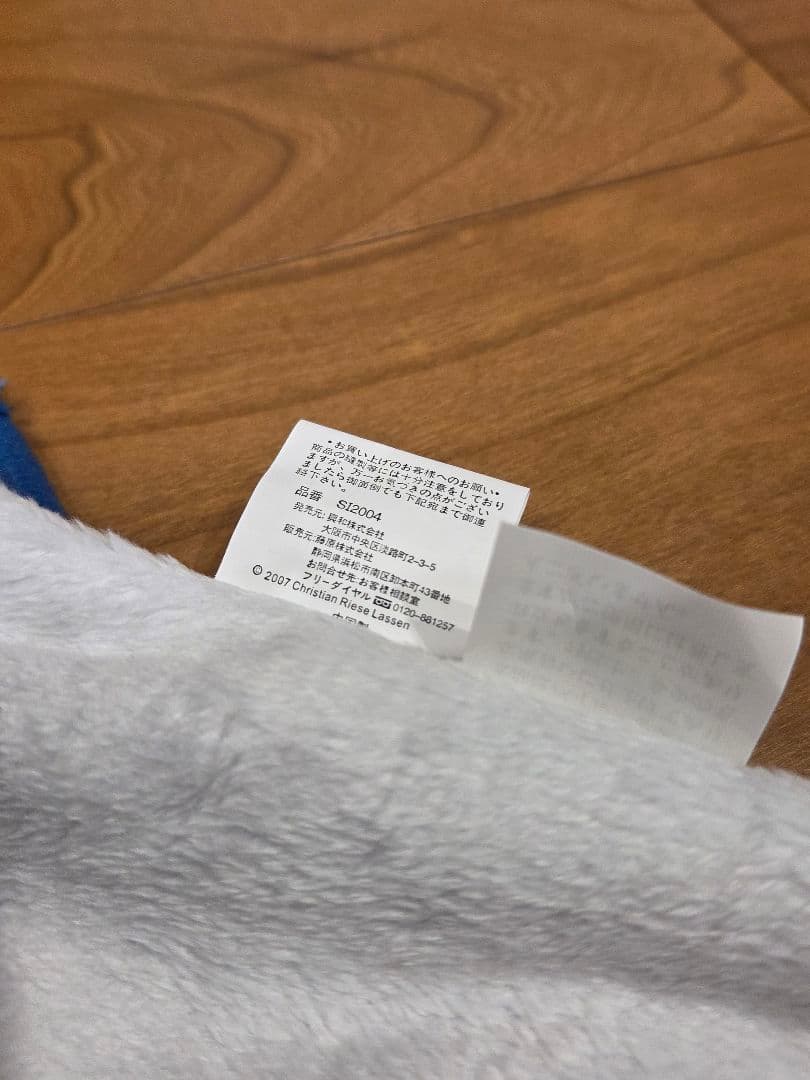 •お買い上げのお客様へのお願い•
商品の縫製等には十分注意をしており
ますが、万一お気づきの点がござい
ましたら御面倒でも下記宛まで御連
絡下さい。
品番 SI2004
発売元:興和株式会社
大阪市中央区淡路町2-3-5
販売元:藤原株式会社
静岡県浜松市南区卸本町43番地
お問合せ先:お客様相談室
フリーダイヤル 0120-881257
© 2007 Christian Riese Lassen
中国製